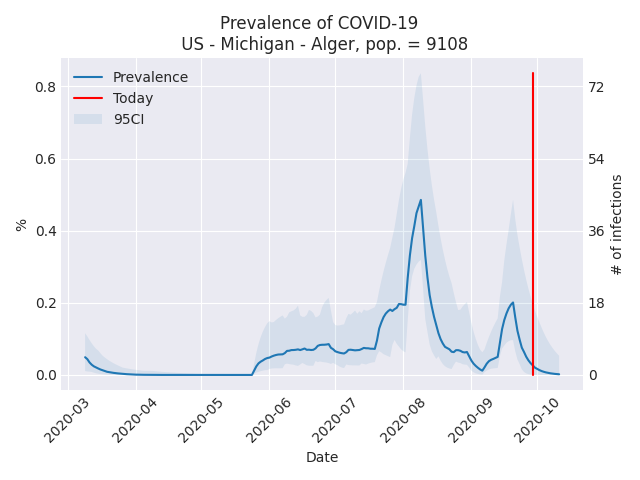 Prevalence of COVID-19
US - Michigan - Alger, pop. = 9108
Prevalence
Today
95CI
0.8
0.6
0.4
0.2
0.0
%
72
54
36
18
0
# of infections
2020-03
2020-04
2020-05
2020-06
2020-07
2020-08
2020-09
2020-10
Date